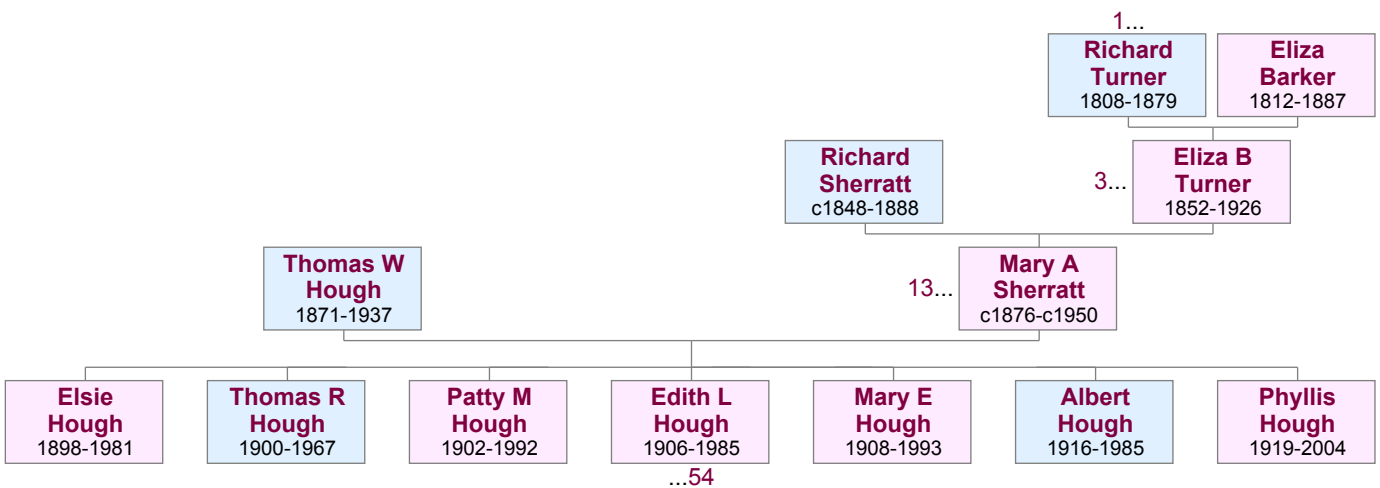 1...
Richard
Turner
1808-1879
Eliza
Barker
1812-1887
Richard
Sherratt
c1848-1888
3...
Eliza B
Turner
1852-1926
Thomas W
Hough
1871-1937
13...
Mary A
Sherratt
c1876-c1950
Elsie
Hough
1898-1981
Thomas R
Hough
1900-1967
Patty M
Hough
1902-1992
Edith L
Hough
1906-1985
Mary E
Hough
1908-1993
Albert
Hough
1916-1985
Phyllis
Hough
1919-2004
...54